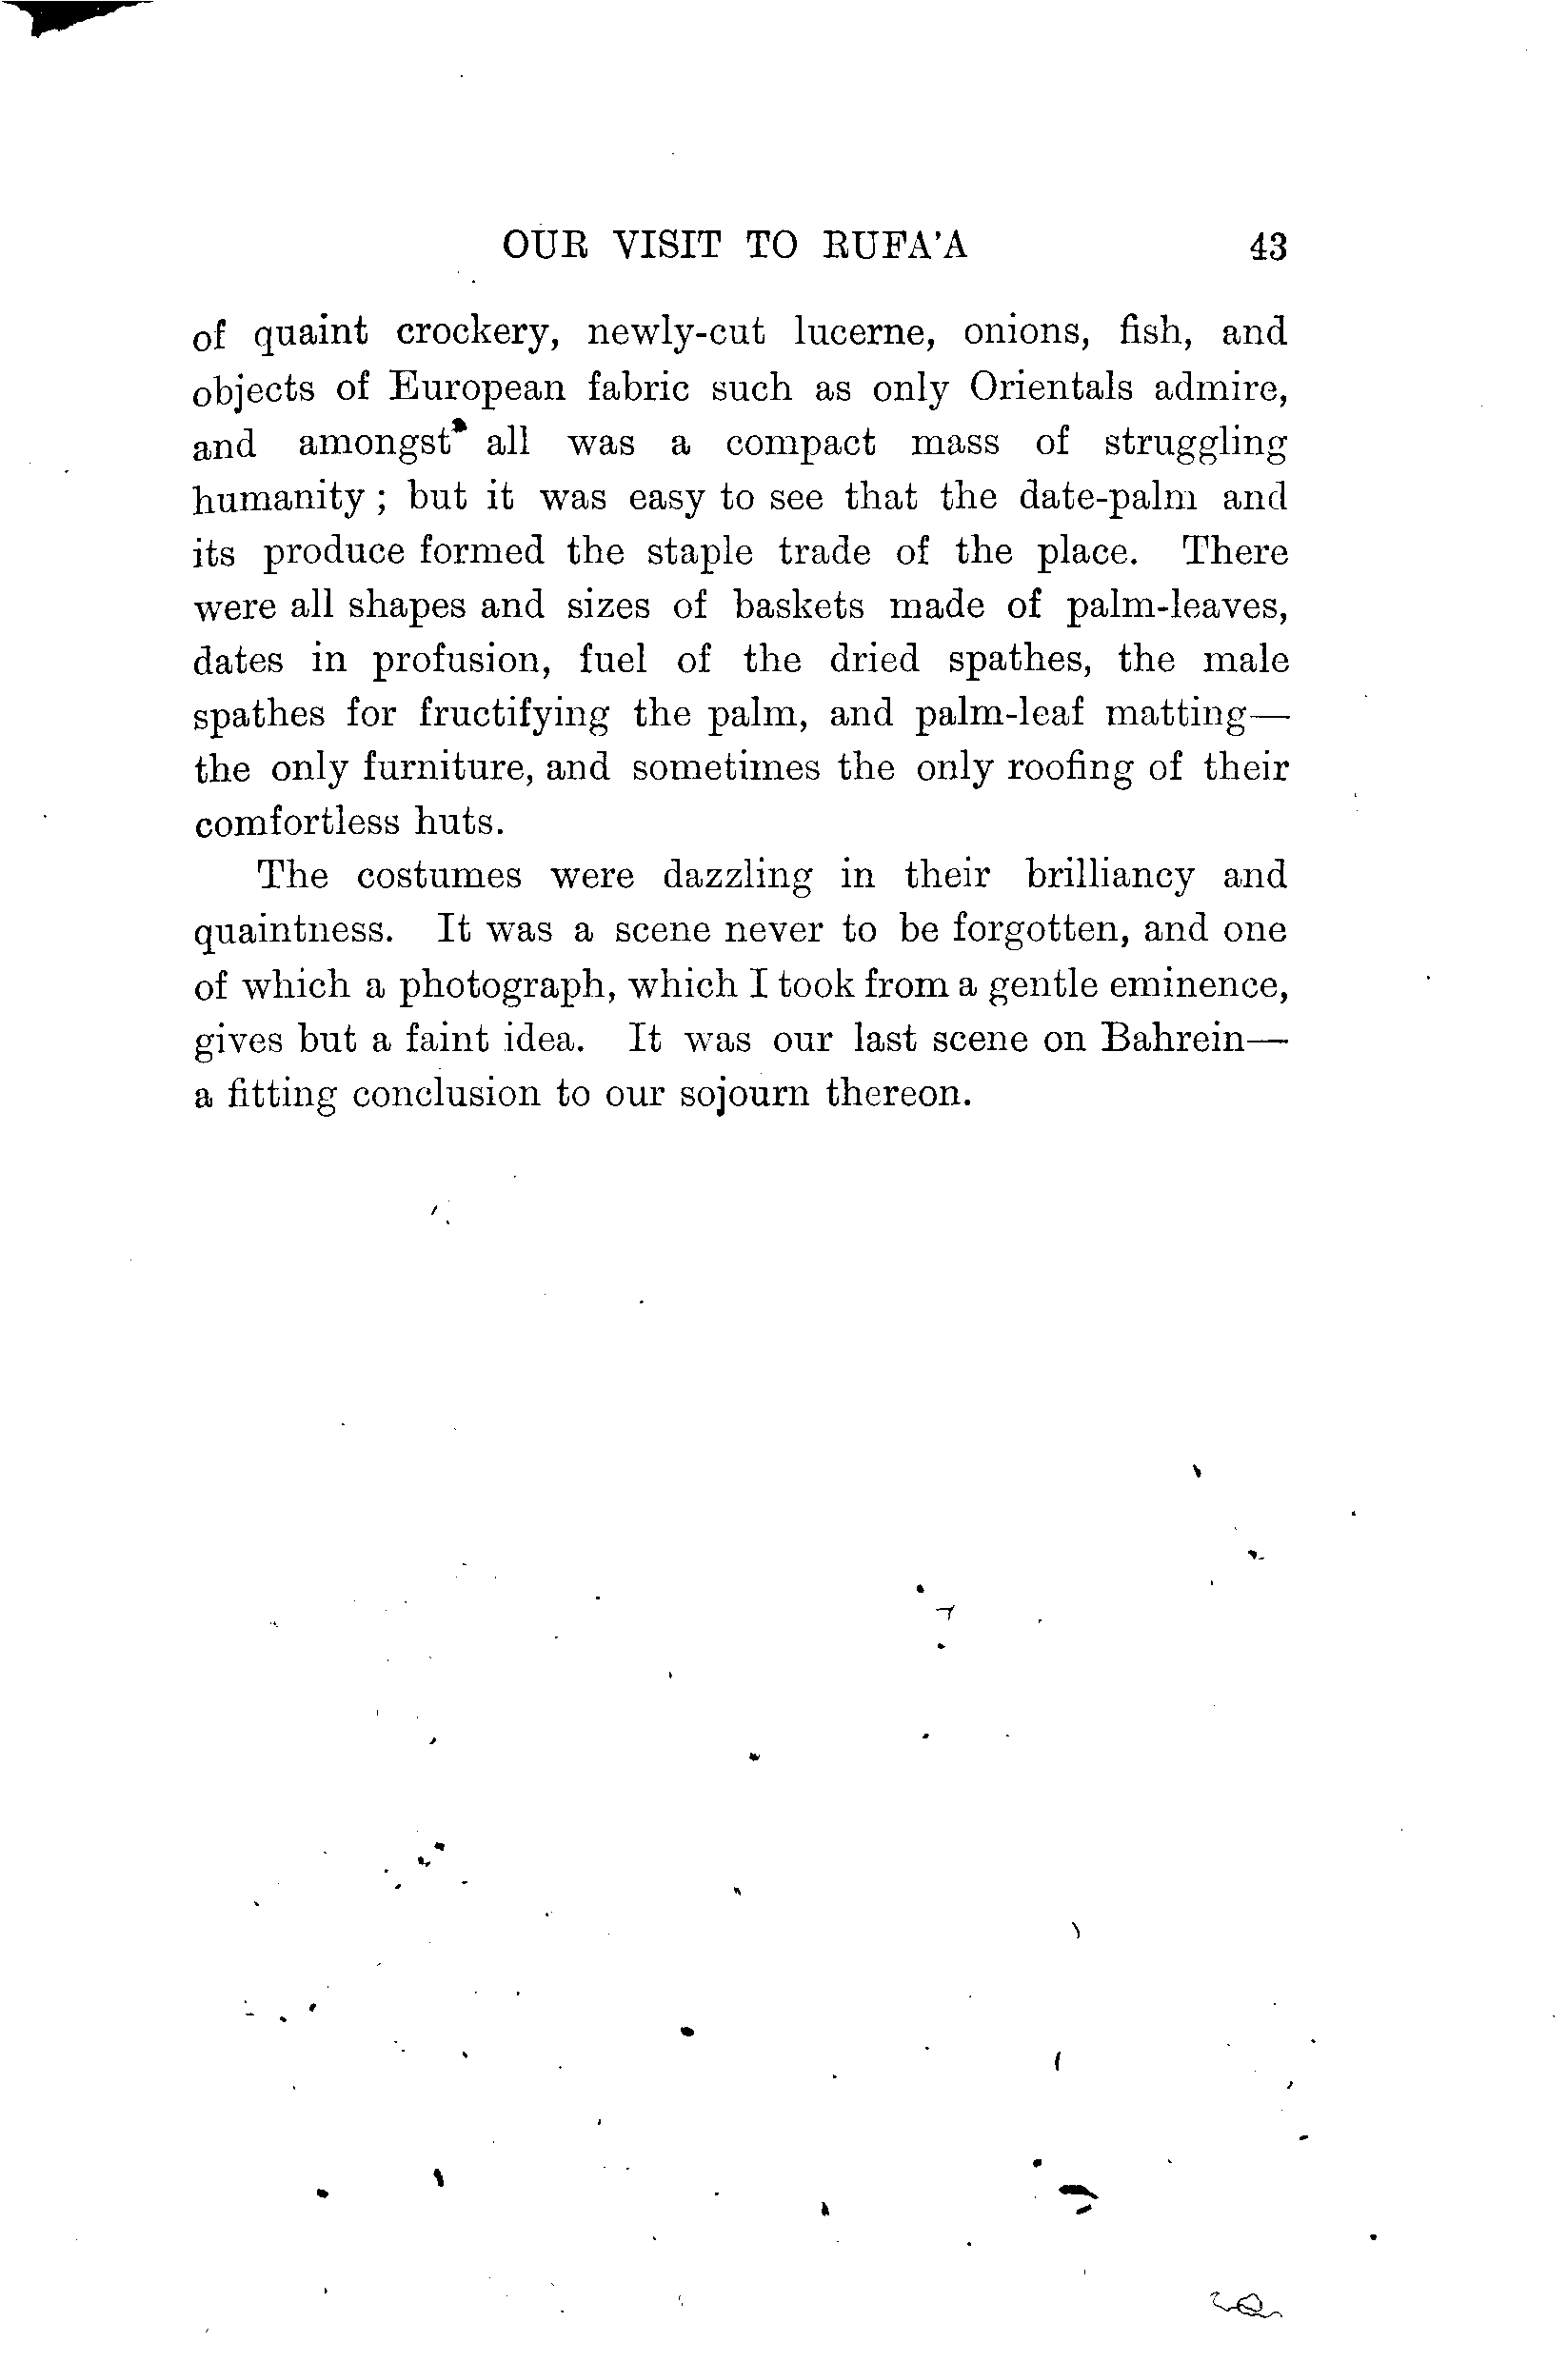 OUR VISIT TO RUFA'A 43
of quaint crockery, newly-cut lucerne, onions, fish, and
objects of European fabric such as only Orientals admire,
and amongst all was a compact mass of struggling
humanity ; but it was easy to see that the date-palm and
its produce formed the staple trade of the place. There
were all shapes and sizes of baskets made of palm-leaves,
dates in profusion, fuel of the dried spathes, the male
spathes for fructifying the palm, and palm-leaf matting—
the only furniture, and sometimes the only roofing of their
comfortless huts.
The costumes were dazzling in their brilliancy and
quaintness. It was a scene never to be forgotten, and one
of which a photograph, which I took from a gentle eminence,
gives but a faint idea. It was our last scene on Bahrein—
a fitting conclusion to our sojourn thereon.